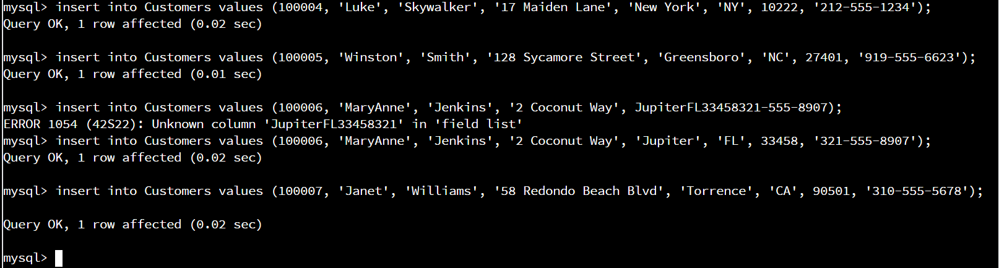 mysql> insert into Customers values (100004, 'Luke', 'Skywalker', '17 Maiden Lane', 'New York', 'NY', 10222, '212-555-1234');
Query OK, 1 row affected (0.02 sec)
mysql> insert into Customers values (100005, 'Winston', 'Smith', '128 Sycamore Street', 'Greensboro', 'NC', 27401, '919-555-6623');
Query OK, 1 row affected (0.01 sec)
mysql> insert into Customers values (100006, 'MaryAnne', 'Jenkins', '2 Coconut Way', JupiterFL33458321-555-8907);
ERROR 1054 (42S22): Unknown column 'JupiterFL33458321' in 'field list'
mysql> insert into Customers values (100006, 'MaryAnne', 'Jenkins', '2 Coconut Way', 'Jupiter', 'FL', 33458, '321-555-8907');
Query OK, 1 row affected (0.02 sec)
mysql> insert into Customers values (100007, 'Janet', 'Williams', '58 Redondo Beach Blvd', 'Torrence', 'CA', 90501, '310-555-5678');
Query OK, 1 row affected (0.02 sec)
mysql>